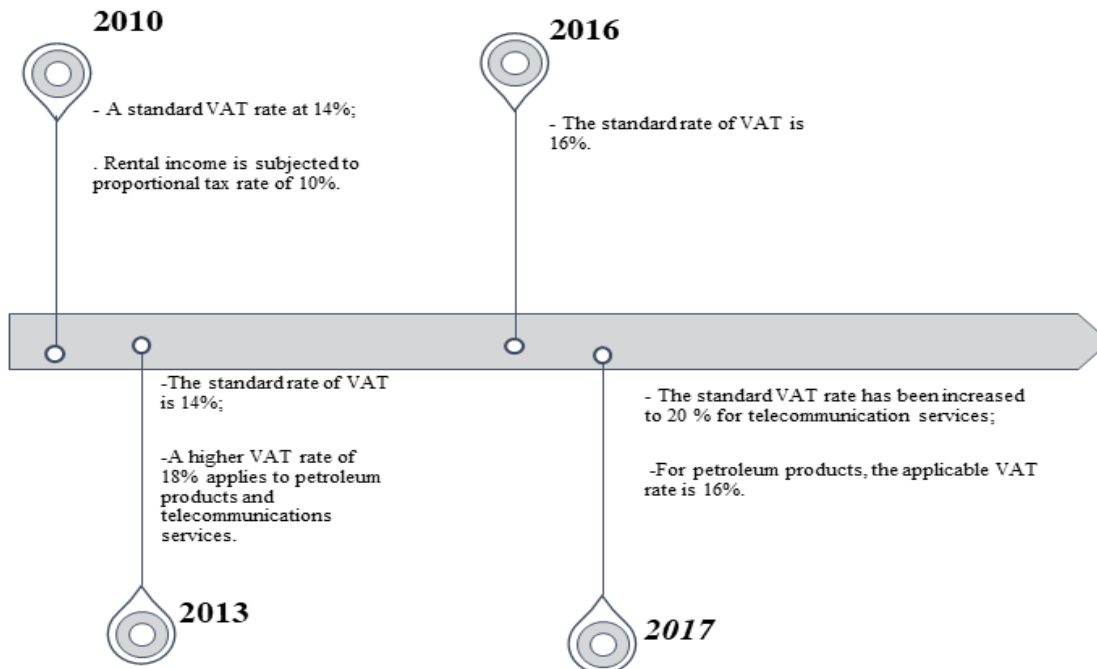 2010
- A standard VAT rate at 14%;
. Rental income is subjected to
proportional tax rate of 10%.
2016
- The standard rate of VAT is
16%.
-The standard rate of VAT
is 14%;
-A higher VAT rate of
18% applies to petroleum
products and
telecommunications
services.
2013
- The standard VAT rate has been increased
to 20 % for telecommunication services;
-For petroleum products, the applicable VAT
rate is 16%.
2017